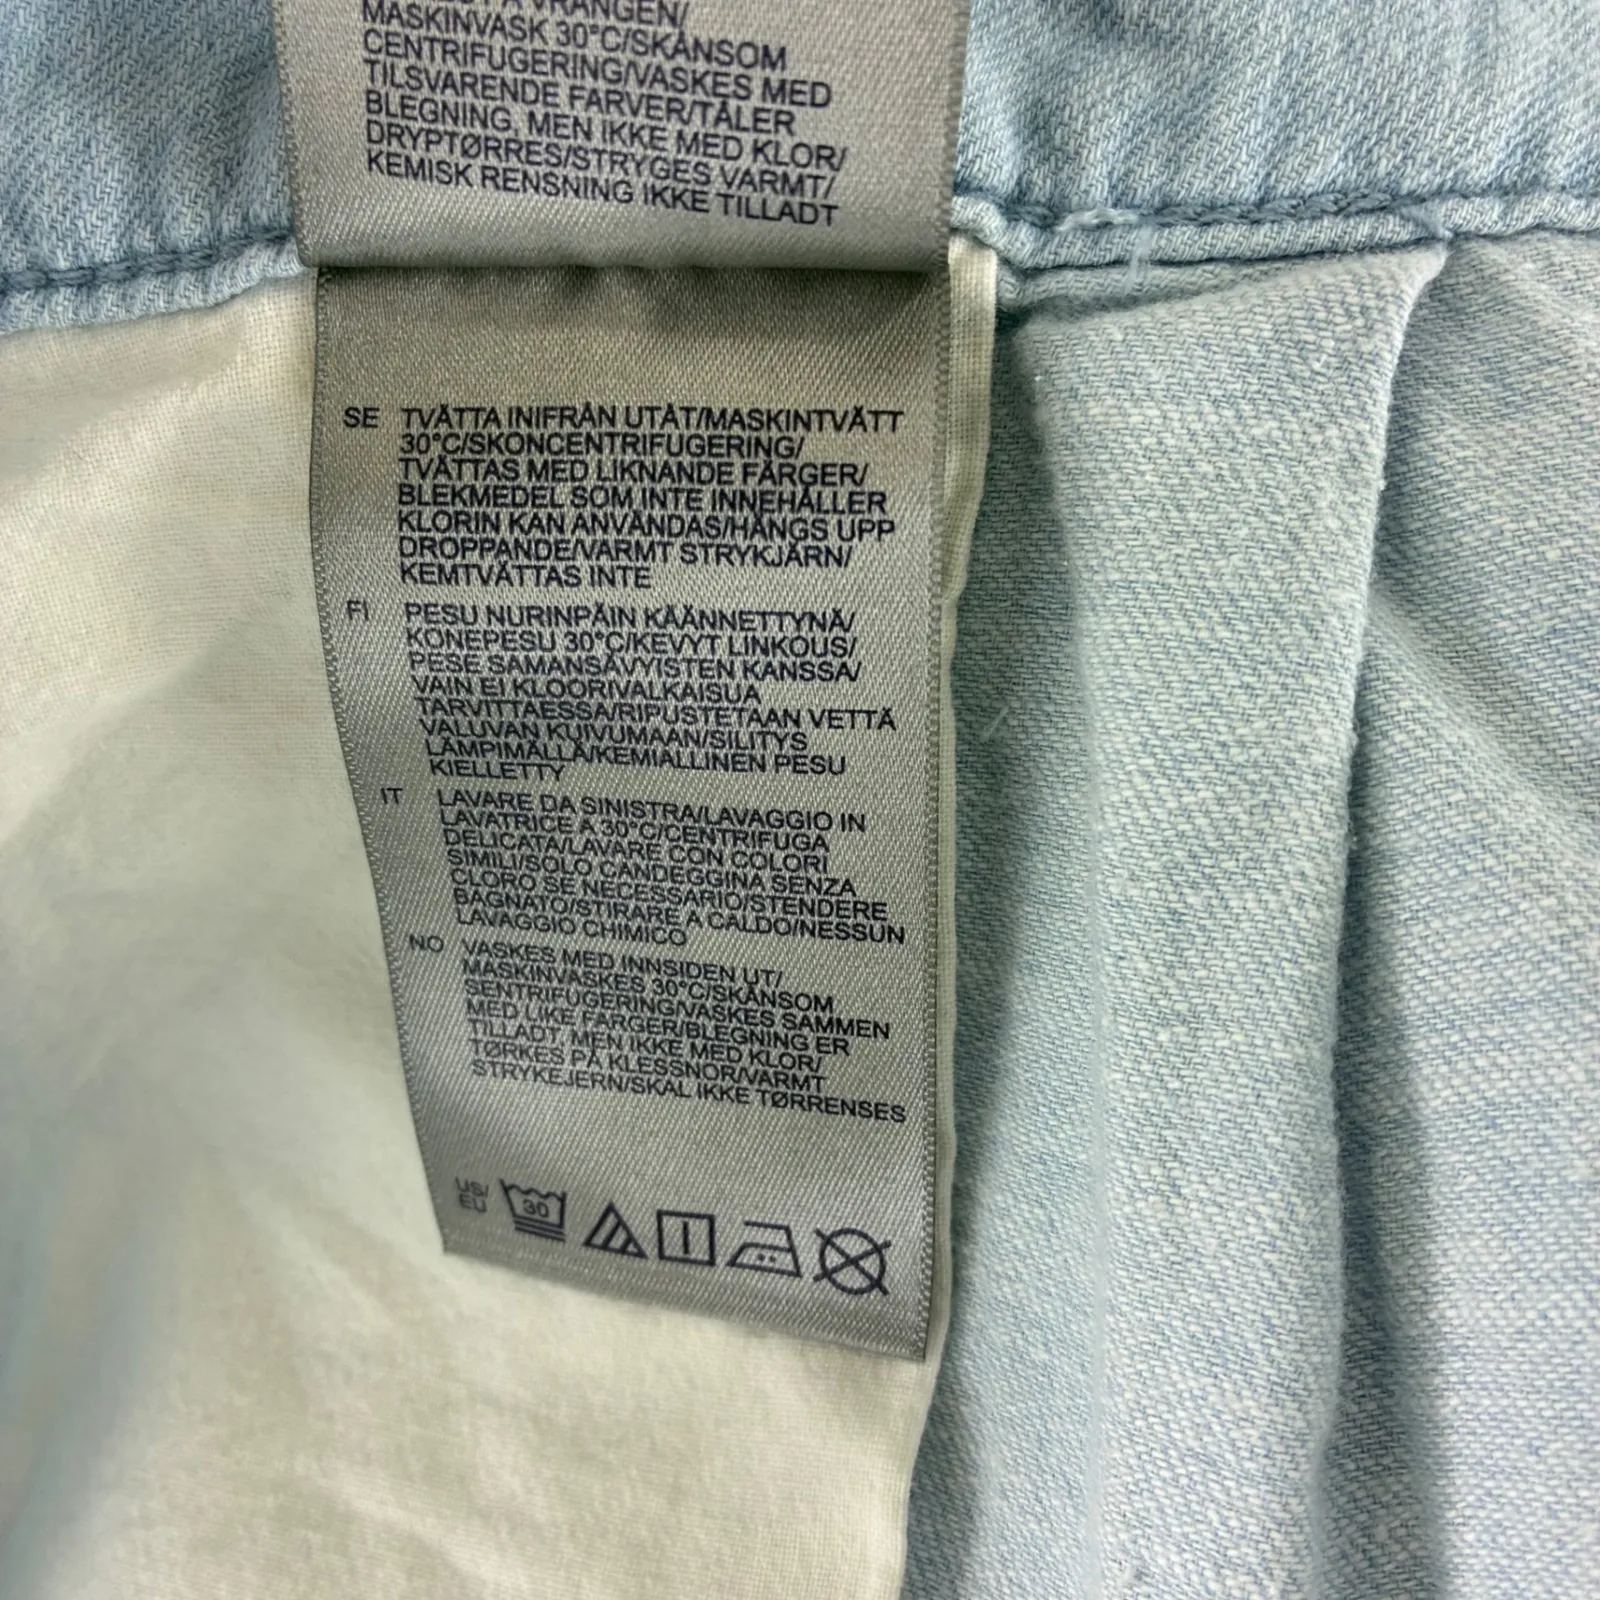 VRANGEN/
MASKINVASK 30°C/SKÅNSOM
CENTRIFUGERING/VASKES MED
TILSVARENDE FARVER/TÅLER
BLEGNING, MEN IKKE MED KLOR/
DRYPTØRRES/STRYGES VARMT/
KEMISK RENSNING IKKE TILLADT
SE TVÄTTA INIFRÅN UTÅT/MASKINTVÄTT
30°C/SKONCENTRIFUGERING/
TVÄTTAS MED LIKNANDE FÄRGER/
BLEKMEDEL SOM INTE INNEHÅLLER
KLORIN KAN ANVÄNDAS/HÄNGS UPP
DROPPANDE/VARMT STRYKJÄRN/
KEMTVÄTTAS INTE
FI PESU NURINPÄIN KÄÄNNETTYNÄ/
KONEPESU 30°C/KEVYT LINKOUS/
PESE SAMANSÄVYISTEN KANSSA/
VAIN EI KLOORIVALKAISUA
TARVITTAESSA/RIPUSTETAAN VETTÄ
VALUVAN KUIVUMAAN/SILITYS
LÄMPIMÄLLÄ/KEMIALLINEN PESU
KIELLETTY
IT LAVARE DA SINISTRA/LAVAGGIO IN
LAVATRICE A 30°C/CENTRIFUGA
DELICATA/LAVARE CON COLORI
SIMILI/SOLO CANDEGGINA SENZA
CLORO SE NECESSARIO/STENDERE
BAGNATO/STIRARE A CALDO/NESSUN
LAVAGGIO CHIMICO
NO VASKES MED INNSIDEN UT/
MASKINVASKES 30°C/SKÅNSOM
SENTRIFUGERING/VASKES SAMMEN
MED LIKE FARGER/BLEGNING ER
TILLADT, MEN IKKE MED KLOR/
TØRKES PÅ KLESSNOR/VARMT
STRYKEJERN/SKAL IKKE TØRRENSES
US/
EU
30